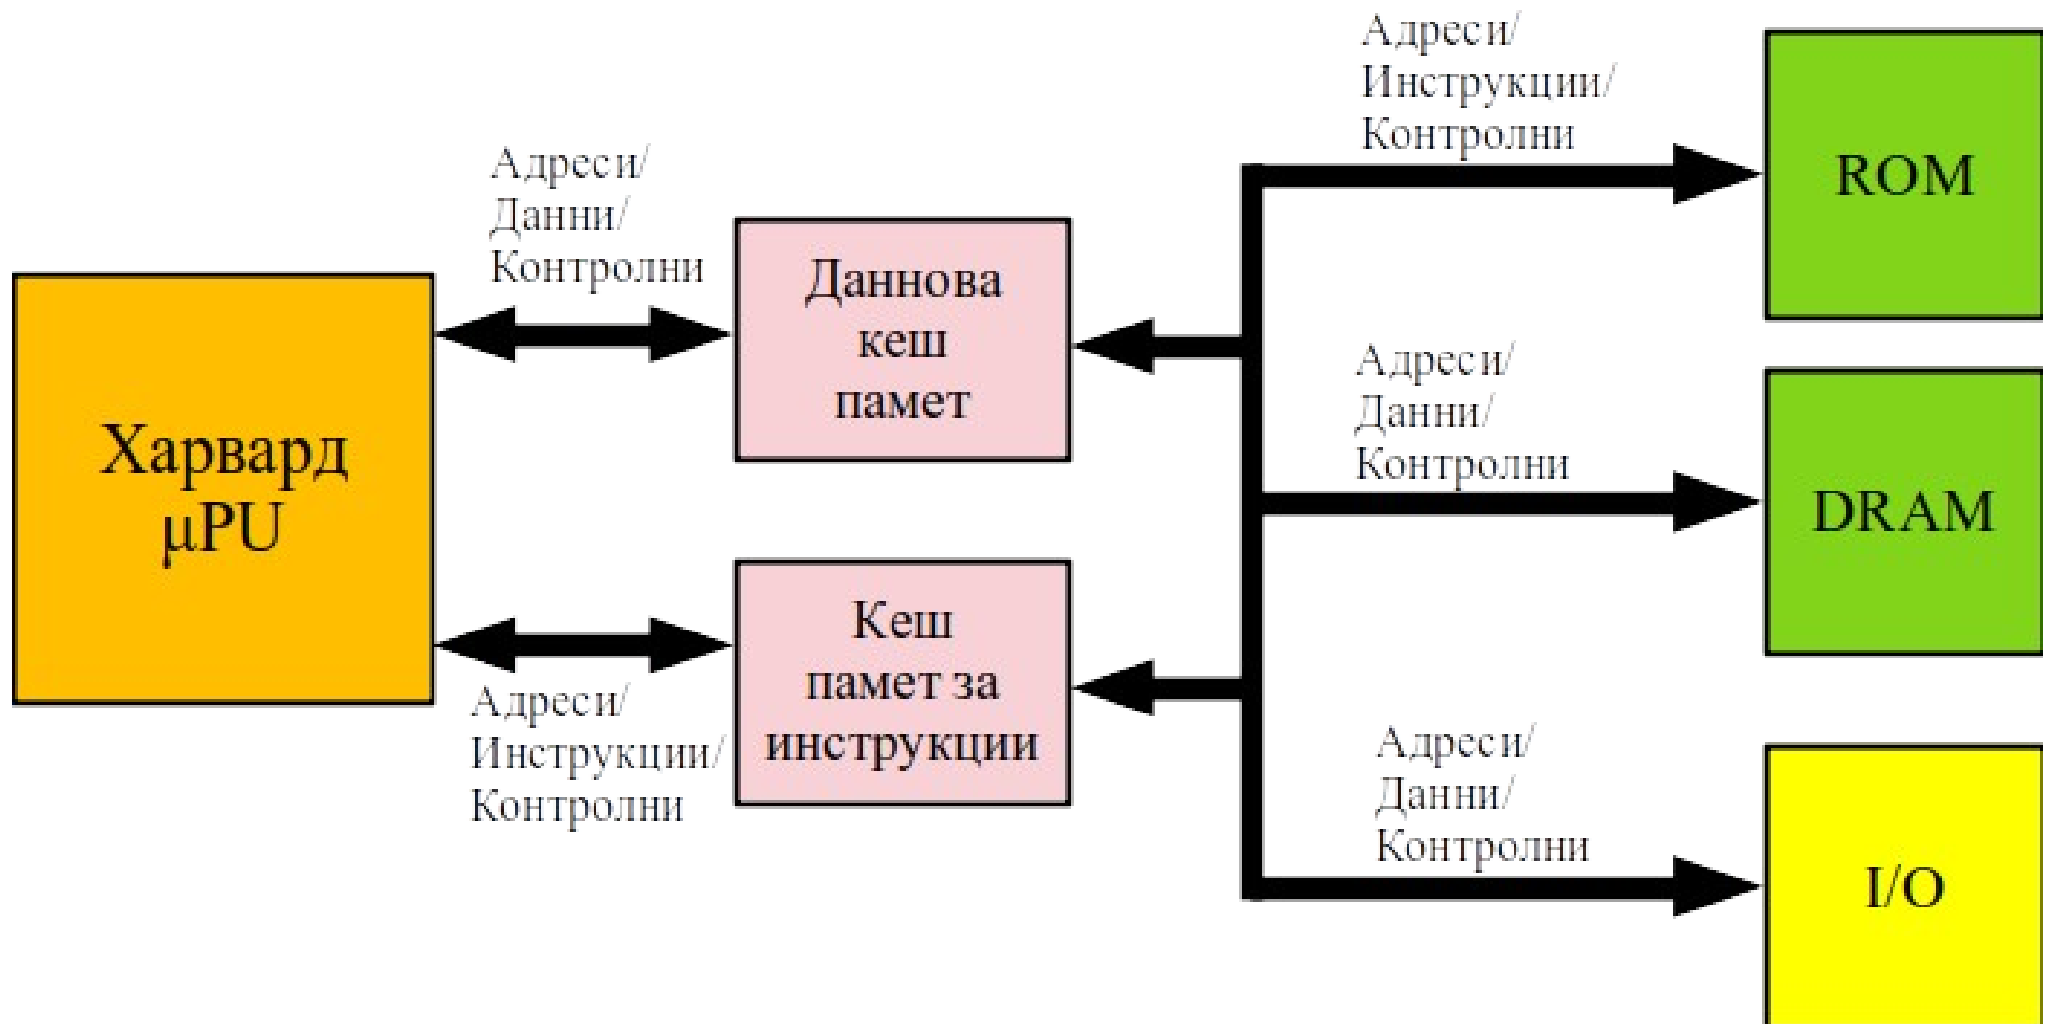 Харвард
μPU
Адреси/
Данни/
Контролни
Адреси/
Инструкции/
Контролни
Даннова
кеш
памет
Кеш
памет за
инструкции
Адреси/
Инструкции/
Контролни
ROM
Адреси/
Данни/
Контролни
DRAM
Адреси/
Данни/
Контролни
I/O